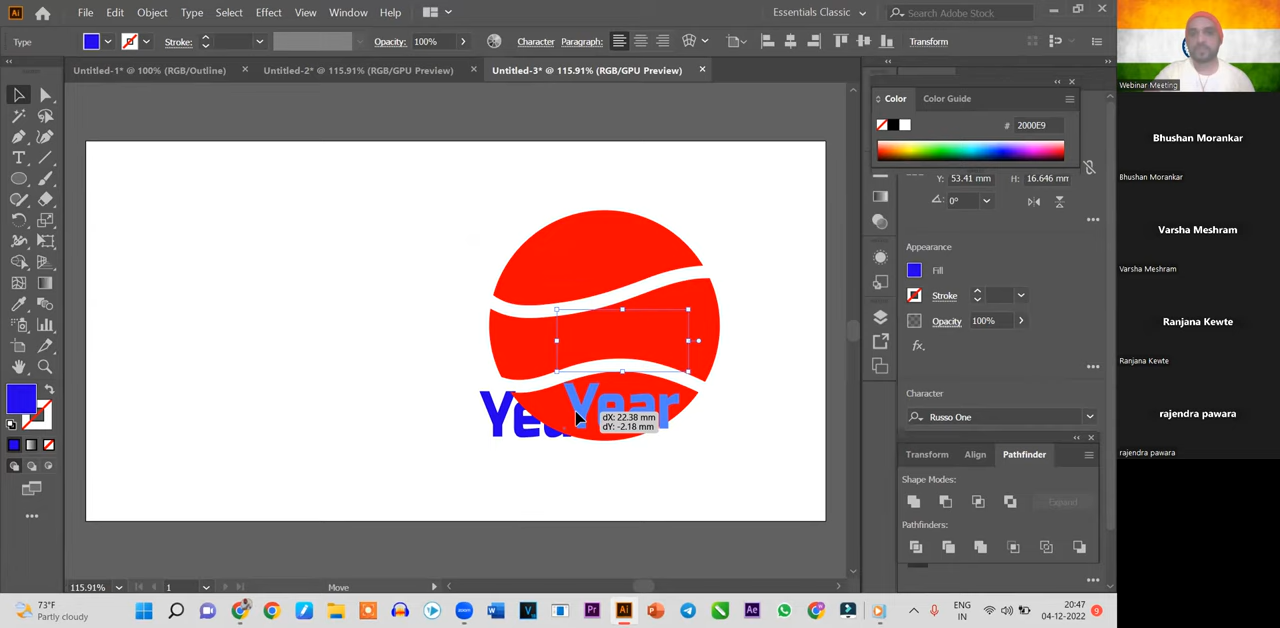 Ai File Edit Object Type Select Effect View Window Help Essentials Classic Search Adobe Stock
Type Stroke: Opacity: 100% Character Paragraph: Transform
Untitled-1* @ 100% (RGB/Outline) Untitled-2* @ 115.91% (RGB/GPU Preview) Untitled-3* @ 115.91% (RGB/GPU Preview)
Color Color Guide
# 2000E9
Y: 53.41 mm H: 16.646 mm
0°
Appearance
Fill
Stroke
Opacity 100%
fx
Character
Russo One
Transform Align Pathfinder
Shape Modes:
Expand
Pathfinders:
Year
Year
dX: 22.38 mm
dY: -2.18 mm
115.91% 1 Move
Webinar Meeting
Bhushan Morankar
Bhushan Morankar
Varsha Meshram
Varsha Meshram
Ranjana Kewte
Ranjana Kewte
rajendra pawara
rajendra pawara
73°F
Partly cloudy
ENG
IN
20:47
04-12-2022
9